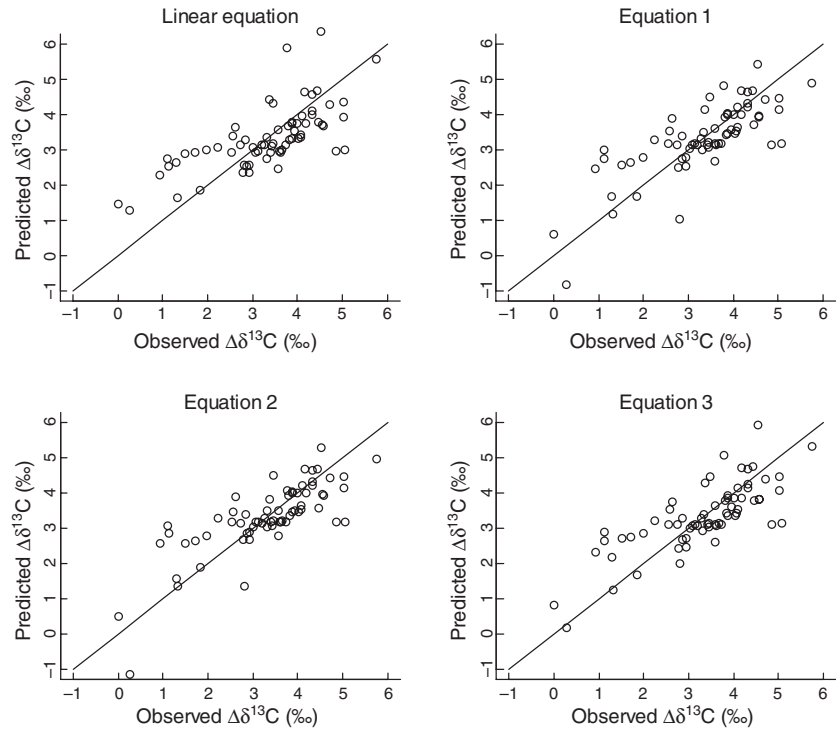 Linear equation
Predicted Δδ¹³C (‰)
6
5
4
3
2
1
0
−1
−1 0 1 2 3 4 5 6
Observed Δδ¹³C (‰)
Equation 1
Predicted Δδ¹³C (‰)
6
5
4
3
2
1
0
−1
−1 0 1 2 3 4 5 6
Observed Δδ¹³C (‰)
Equation 2
Predicted Δδ¹³C (‰)
6
5
4
3
2
1
0
−1
−1 0 1 2 3 4 5 6
Observed Δδ¹³C (‰)
Equation 3
Predicted Δδ¹³C (‰)
6
5
4
3
2
1
0
−1
−1 0 1 2 3 4 5 6
Observed Δδ¹³C (‰)